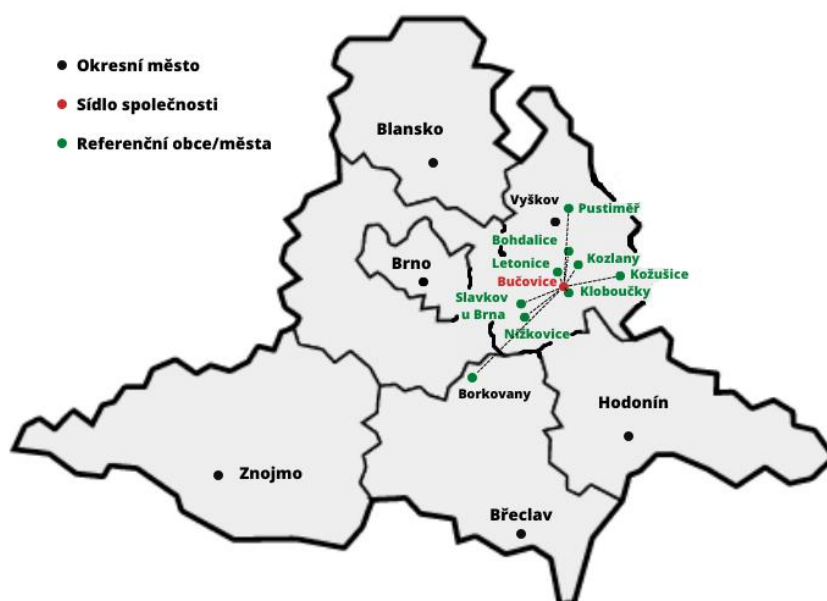 Okresní město
Sídlo společnosti
Referenční obce/města
Blansko
Vyškov
Pustiměř
Bohdalice
Letonice
Kozlany
Brno
Bučovice
Kožušice
Slavkov
u Brna
Kloboučky
Nížkovice
Borkovany
Hodonín
Znojmo
Břeclav